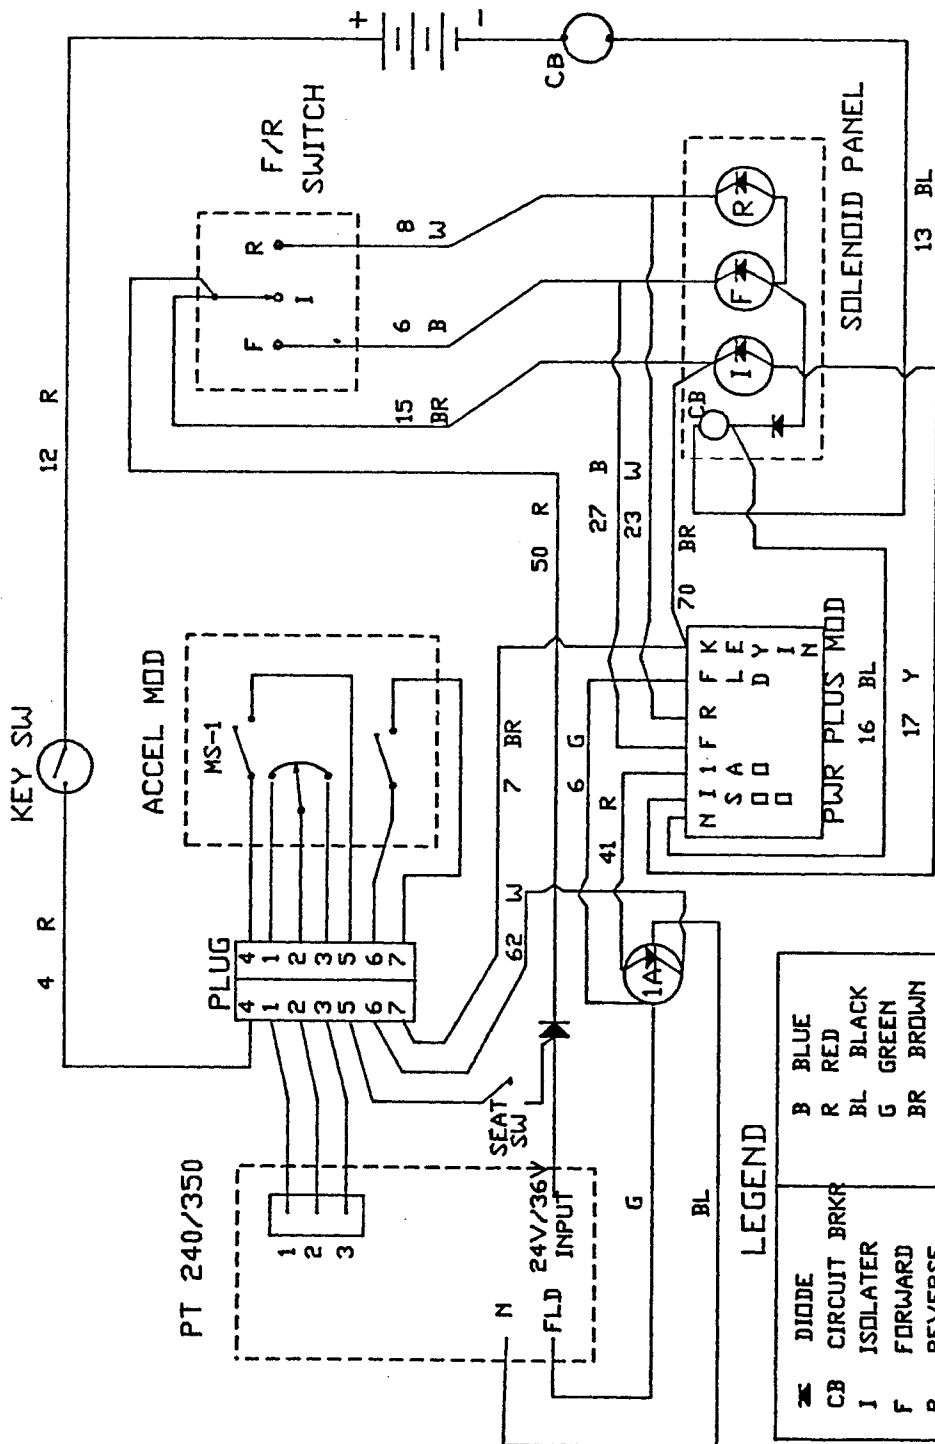 KEY SW
4 R
12 R
+
-
CB
F/R
SWITCH
F I R
15
BR
6
B
8
W
ACCEL MOD
MS-1
PLUG
4 4
1 1
2 2
3 3
5 5
6 6
7 7
PT 240/350
1
2
3
SEAT
SW
24V/36V
INPUT
N
FLD
7 BR
62 W
50 R
6 G
41 R
27 B
23 W
70 BR
1A
N I 1 F R F K
S A L E
D Y
I
N
PWR PLUS MOD
16 BL
17 Y
CB
I F R
SOLENOID PANEL
13 BL
G
BL
LEGEND
DIODE
CB CIRCUIT BRKR
I ISOLATER
F FORWARD
R REVERSE
B BLUE
R RED
BL BLACK
G GREEN
BR BROWN